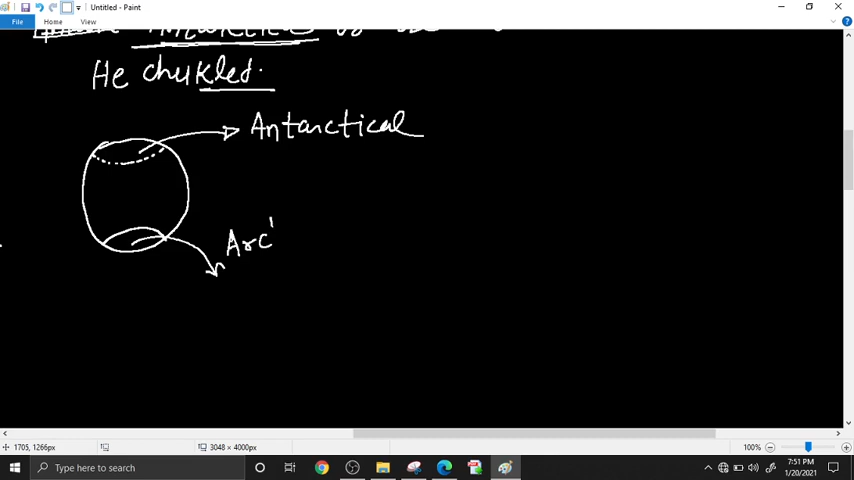 Untitled - Paint
File Home View
He chukled.
Antarctical
Arc
1705, 1266px
3048 × 4000px
100%
Type here to search
7:51 PM
1/20/2021